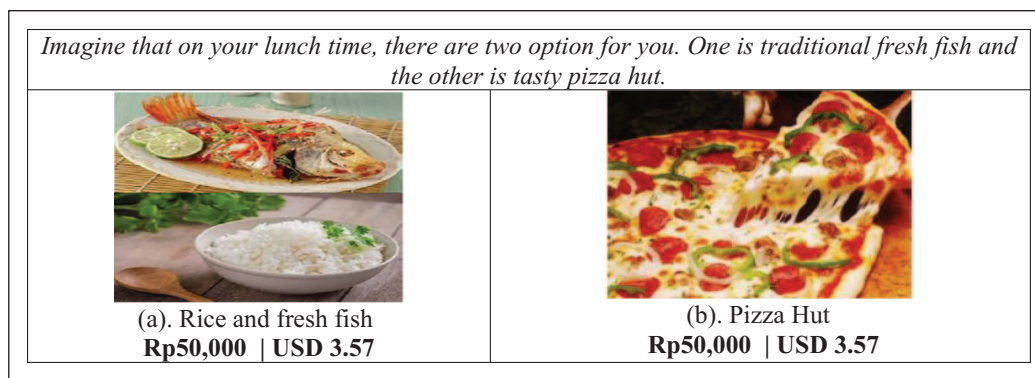 Imagine that on your lunch time, there are two option for you. One is traditional fresh fish and
the other is tasty pizza hut.
(a). Rice and fresh fish
Rp50,000 | USD 3.57
(b). Pizza Hut
Rp50,000 | USD 3.57